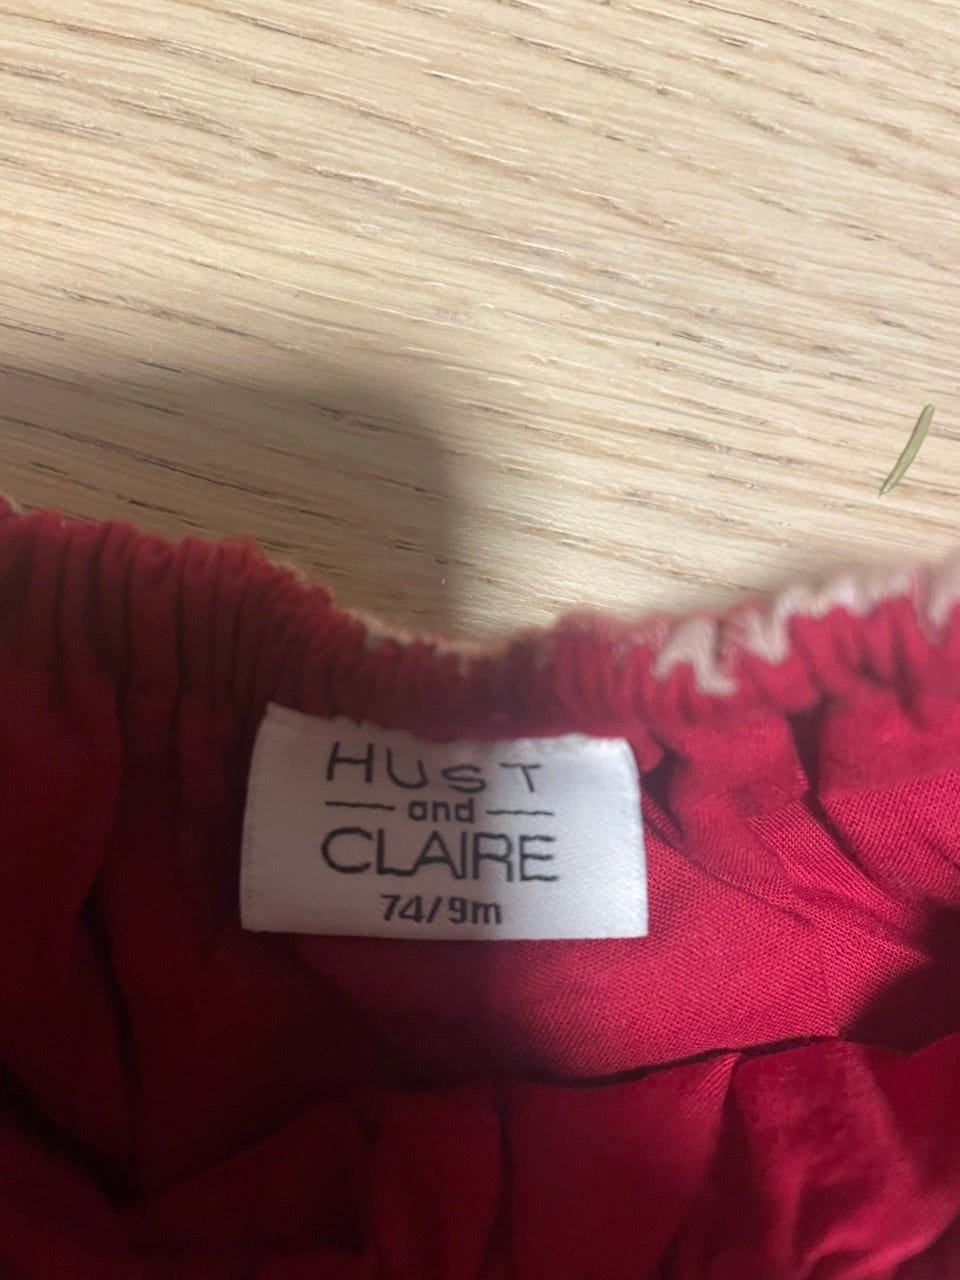 HUST
and
CLAIRE
74/9m